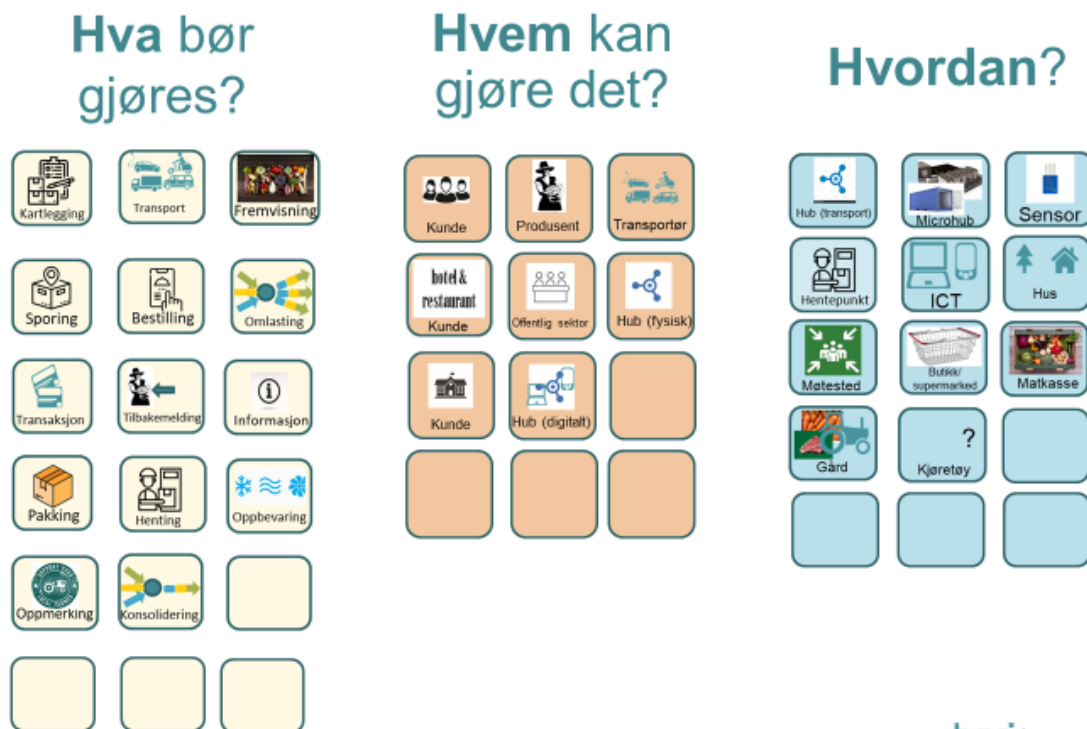 Hva bør
gjøres?
Hvem kan
gjøre det?
Hvordan?
Kartlegging
Transport
Fremvisning
Sporing
Bestilling
Omlasting
Transaksjon
Tilbakemelding
Informasjon
Pakking
Henting
Oppbevaring
Oppmerking
Konsolidering
Kunde
Produsent
Transportør
hotel &
restaurant
Kunde
Offentlig sektor
Hub (fysisk)
Kunde
Hub (digitalt)
Hub (transport)
Microhub
Sensor
Hentepunkt
ICT
Hus
Møtested
Butikk/
supermarked
Matkasse
Gård
?
Kjøretøy